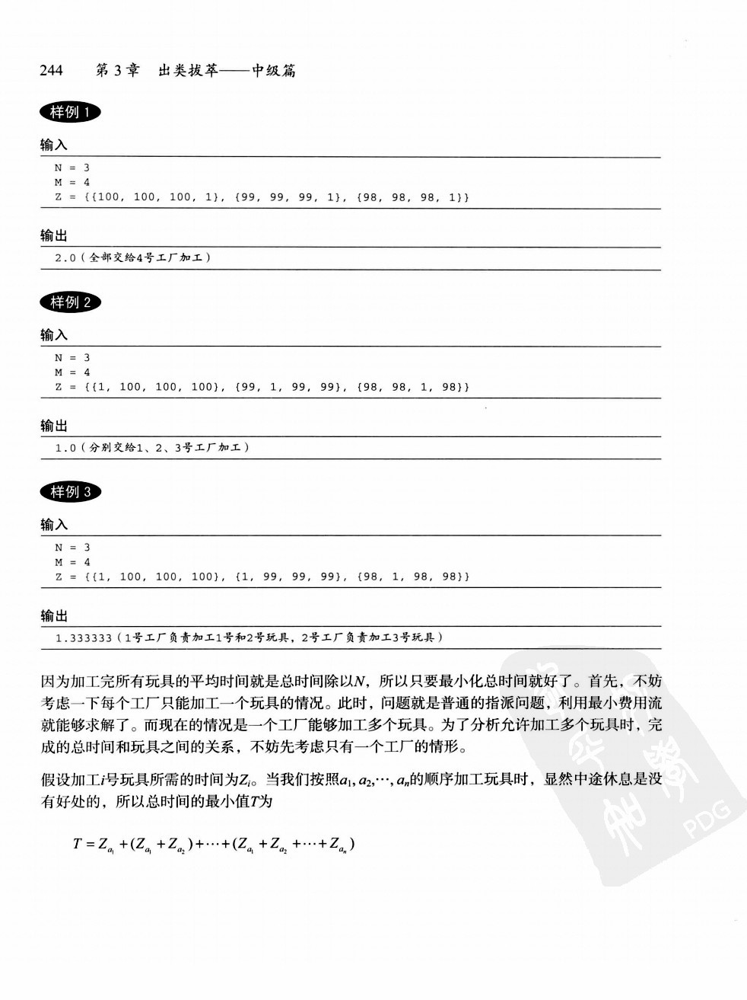 244 第3章 出类拔萃——中级篇
样例 1
输入
N = 3
M = 4
Z = {{100, 100, 100, 1}, {99, 99, 99, 1}, {98, 98, 98, 1}}
输出
2.0(全部交给4号工厂加工)
样例 2
输入
N = 3
M = 4
Z = {{1, 100, 100, 100}, {99, 1, 99, 99}, {98, 98, 1, 98}}
输出
1.0(分别交给1、2、3号工厂加工)
样例 3
输入
N = 3
M = 4
Z = {{1, 100, 100, 100}, {1, 99, 99, 99}, {98, 1, 98, 98}}
输出
1.333333(1号工厂负责加工1号和2号玩具，2号工厂负责加工3号玩具)
因为加工完所有玩具的平均时间就是总时间除以N，所以只要最小化总时间就好了。首先，不妨
考虑一下每个工厂只能加工一个玩具的情况。此时，问题就是普通的指派问题，利用最小费用流
就能够求解了。而现在的情况是一个工厂能够加工多个玩具。为了分析允许加工多个玩具时，完
成的总时间和玩具之间的关系，不妨先考虑只有一个工厂的情形。
假设加工i号玩具所需的时间为Zᵢ。当我们按照a₁, a₂,⋯, aₙ的顺序加工玩具时，显然中途休息是没
有好处的，所以总时间的最小值T为
T = Z_{a₁} + (Z_{a₁} + Z_{a₂}) + ⋯ + (Z_{a₁} + Z_{a₂} + ⋯ + Z_{aₙ})
PDG